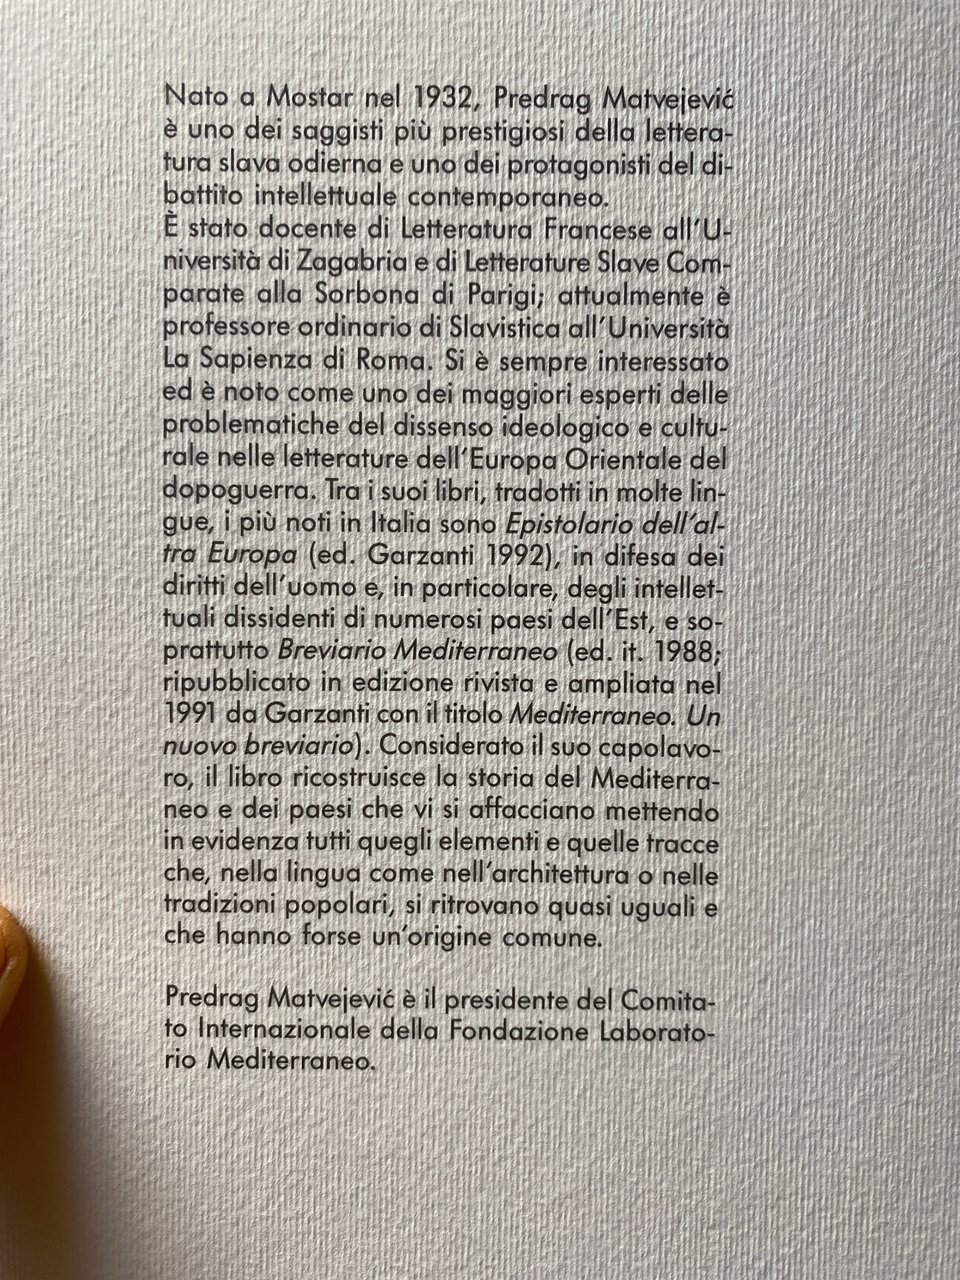 Nato a Mostar nel 1932, Predrag Matvejević
è uno dei saggisti più prestigiosi della lettera-
tura slava odierna e uno dei protagonisti del di-
battito intellettuale contemporaneo.
È stato docente di Letteratura Francese all'U-
niversità di Zagabria e di Letterature Slave Com-
parate alla Sorbona di Parigi; attualmente è
professore ordinario di Slavistica all'Università
La Sapienza di Roma. Si è sempre interessato
ed è noto come uno dei maggiori esperti delle
problematiche del dissenso ideologico e cultu-
rale nelle letterature dell'Europa Orientale del
dopoguerra. Tra i suoi libri, tradotti in molte lin-
gue, i più noti in Italia sono Epistolario dell'al-
tra Europa (ed. Garzanti 1992), in difesa dei
diritti dell'uomo e, in particolare, degli intellet-
tuali dissidenti di numerosi paesi dell'Est, e so-
prattutto Breviario Mediterraneo (ed. it. 1988;
ripubblicato in edizione rivista e ampliata nel
1991 da Garzanti con il titolo Mediterraneo. Un
nuovo breviario). Considerato il suo capolavo-
ro, il libro ricostruisce la storia del Mediterra-
neo e dei paesi che vi si affacciano mettendo
in evidenza tutti quegli elementi e quelle tracce
che, nella lingua come nell'architettura o nelle
tradizioni popolari, si ritrovano quasi uguali e
che hanno forse un'origine comune.
Predrag Matvejević è il presidente del Comita-
to Internazionale della Fondazione Laborato-
rio Mediterraneo.